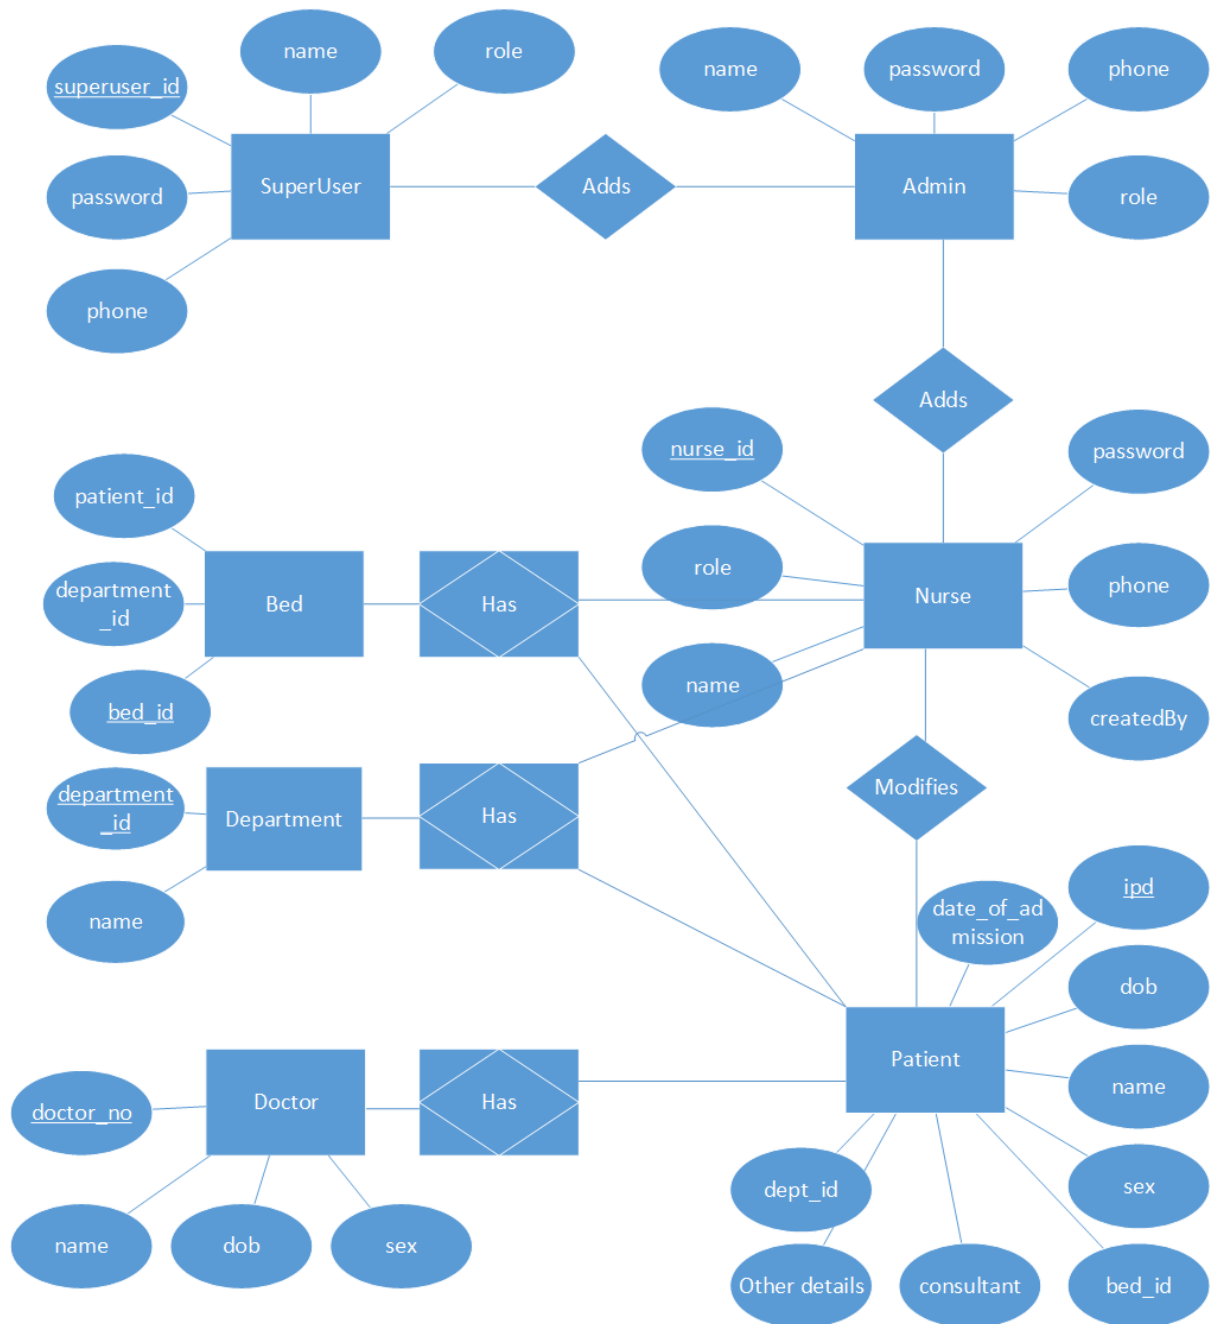 name
role
superuser_id
password
phone
SuperUser
Adds
name
password
phone
Admin
role
Adds
nurse_id
password
role
Nurse
phone
name
createdBy
patient_id
department
_id
Bed
Has
bed_id
department
_id
Department
Has
name
Modifies
date_of_ad
mission
ipd
dob
Patient
name
sex
dept_id
Other details
consultant
bed_id
doctor_no
Doctor
Has
name
dob
sex